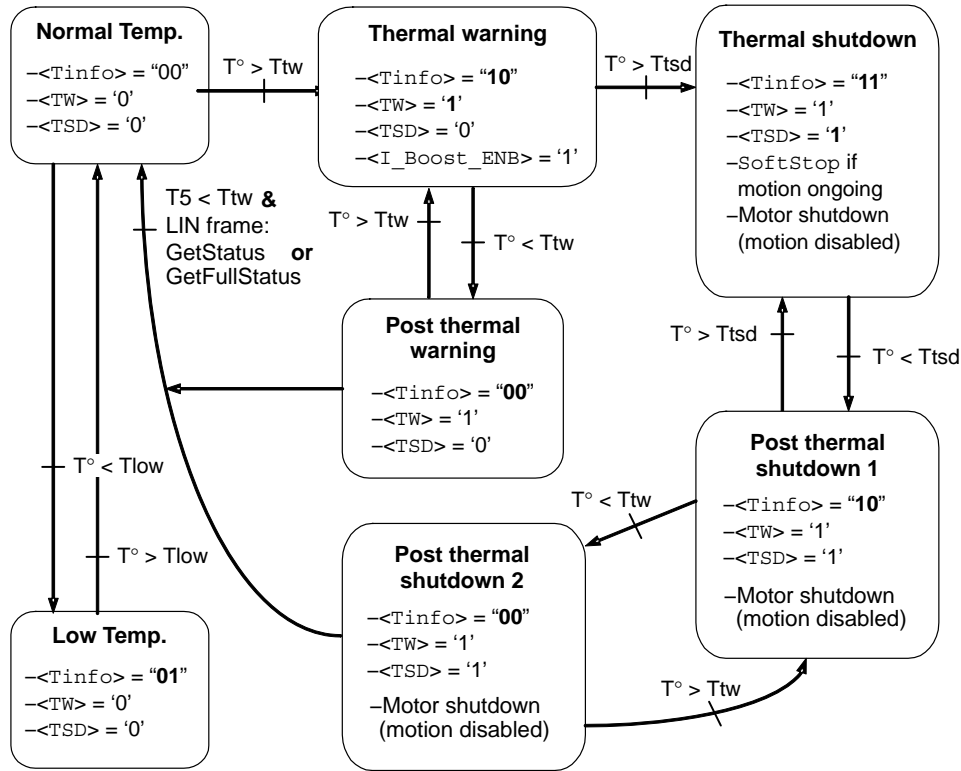 Normal Temp.
–<Tinfo> = “00”
–<TW> = ‘0’
–<TSD> = ‘0’
T° > Ttw
Thermal warning
–<Tinfo> = “10”
–<TW> = ‘1’
–<TSD> = ‘0’
–<I_Boost_ENB> = ‘1’
T° > Ttsd
Thermal shutdown
–<Tinfo> = “11”
–<TW> = ‘1’
–<TSD> = ‘1’
–SoftStop if
motion ongoing
–Motor shutdown
(motion disabled)
T5 < Ttw &
LIN frame:
GetStatus or
GetFullStatus
T° > Ttw
T° < Ttw
Post thermal
warning
–<Tinfo> = “00”
–<TW> = ‘1’
–<TSD> = ‘0’
T° > Ttsd
T° < Ttsd
Post thermal
shutdown 1
–<Tinfo> = “10”
–<TW> = ‘1’
–<TSD> = ‘1’
–Motor shutdown
(motion disabled)
T° < Tlow
T° > Tlow
T° < Ttw
Post thermal
shutdown 2
–<Tinfo> = “00”
–<TW> = ‘1’
–<TSD> = ‘1’
–Motor shutdown
(motion disabled)
T° > Ttw
Low Temp.
–<Tinfo> = “01”
–<TW> = ‘0’
–<TSD> = ‘0’